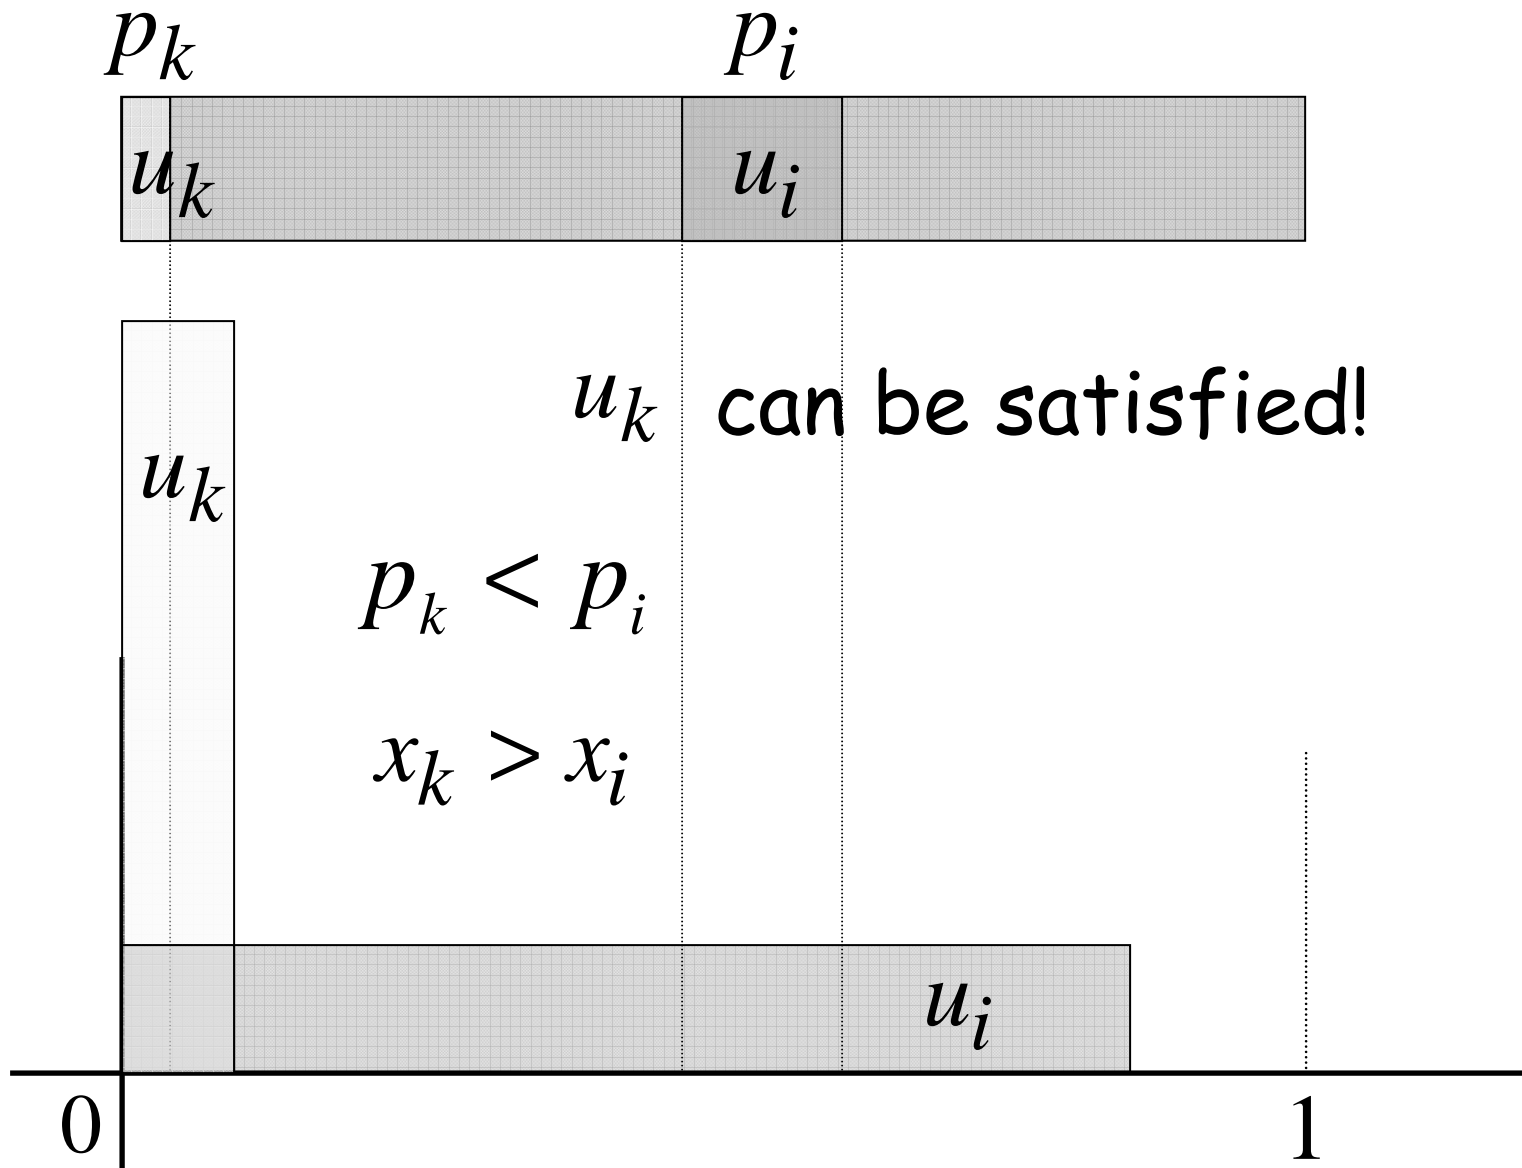 p_k p_i
u_k u_i
u_k can be satisfied!
u_k
p_k < p_i
x_k > x_i
u_i
0 1